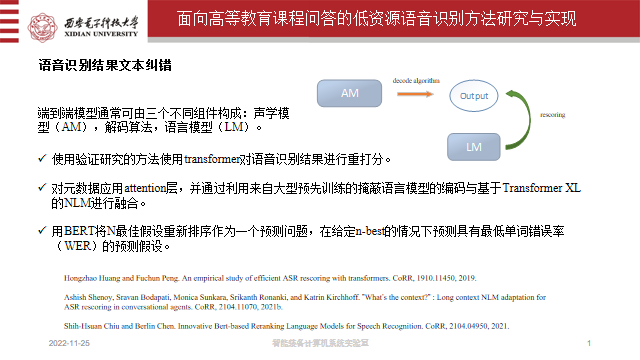 西安电子科技大学
XIDIAN UNIVERSITY
面向高等教育课程问答的低资源语音识别方法研究与实现
语音识别结果文本纠错
端到端模型通常可由三个不同组件构成：声学模
型（AM），解码算法，语言模型（LM）。
AM
decode algorithm
Output
rescoring
LM
✓ 使用验证研究的方法使用transformer对语音识别结果进行重打分。
✓ 对元数据应用attention层，并通过利用来自大型预先训练的掩蔽语言模型的编码与基于Transformer XL
的NLM进行融合。
✓ 用BERT将N最佳假设重新排序作为一个预测问题，在给定n-best的情况下预测具有最低单词错误率
（WER）的预测假设。
Hongzhao Huang and Fuchun Peng. An empirical study of efficient ASR rescoring with transformers. CoRR, 1910.11450, 2019.
Ashish Shenoy, Sravan Bodapati, Monica Sunkara, Srikanth Ronanki, and Katrin Kirchhoff. "What's the context?" : Long context NLM adaptation for
ASR rescoring in conversational agents. CoRR, 2104.11070, 2021b.
Shih-Hsuan Chiu and Berlin Chen. Innovative Bert-based Reranking Language Models for Speech Recognition. CoRR, 2104.04950, 2021.
2022-11-25
智能装备计算机系统实验室
1